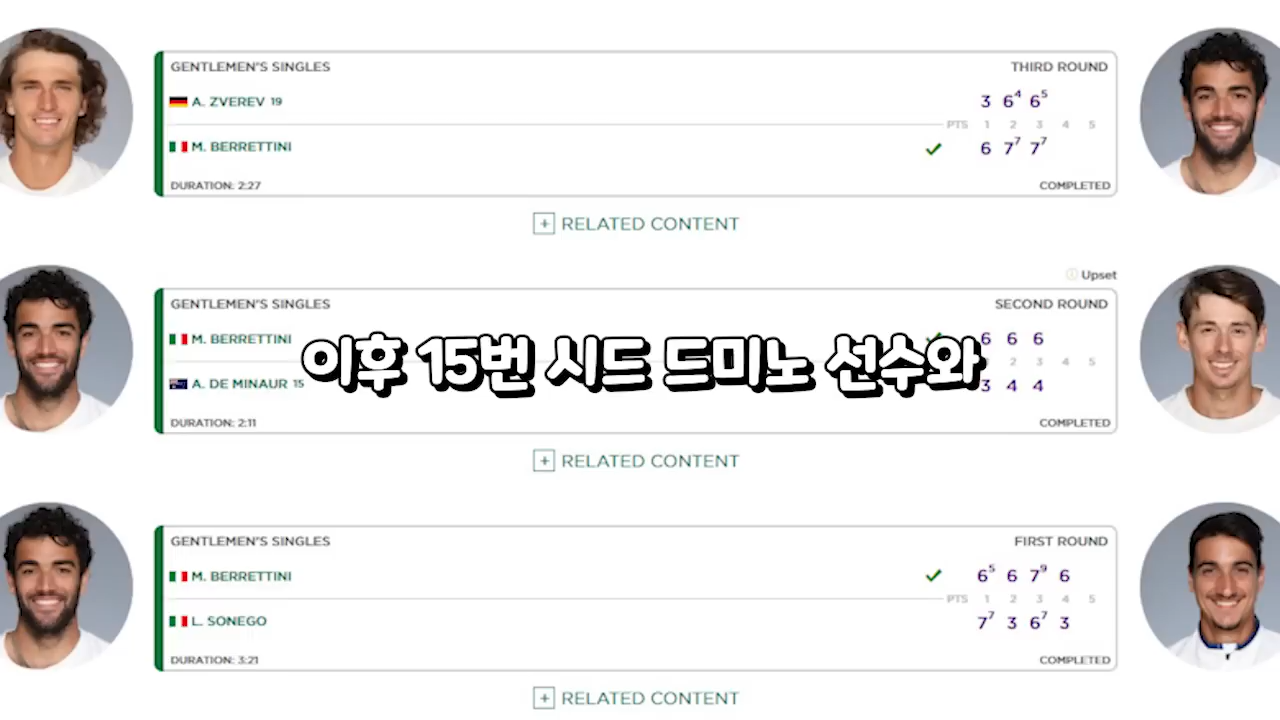 GENTLEMEN'S SINGLES THIRD ROUND
A. ZVEREV 19 3 6⁴ 6⁵
PTS 1 2 3 4 5
M. BERRETTINI 6 7⁷ 7⁷
DURATION: 2:27 COMPLETED
+ RELATED CONTENT
Upset
GENTLEMEN'S SINGLES SECOND ROUND
M. BERRETTINI 6 6 6
이후 15번 시드 드미노 선수와
2 3 4 5
A. DE MINAUR 15 3 4 4
DURATION: 2:11 COMPLETED
+ RELATED CONTENT
GENTLEMEN'S SINGLES FIRST ROUND
M. BERRETTINI 6⁵ 6 7⁹ 6
PTS 1 2 3 4 5
L. SONEGO 7⁷ 3 6⁷ 3
DURATION: 3:21 COMPLETED
+ RELATED CONTENT